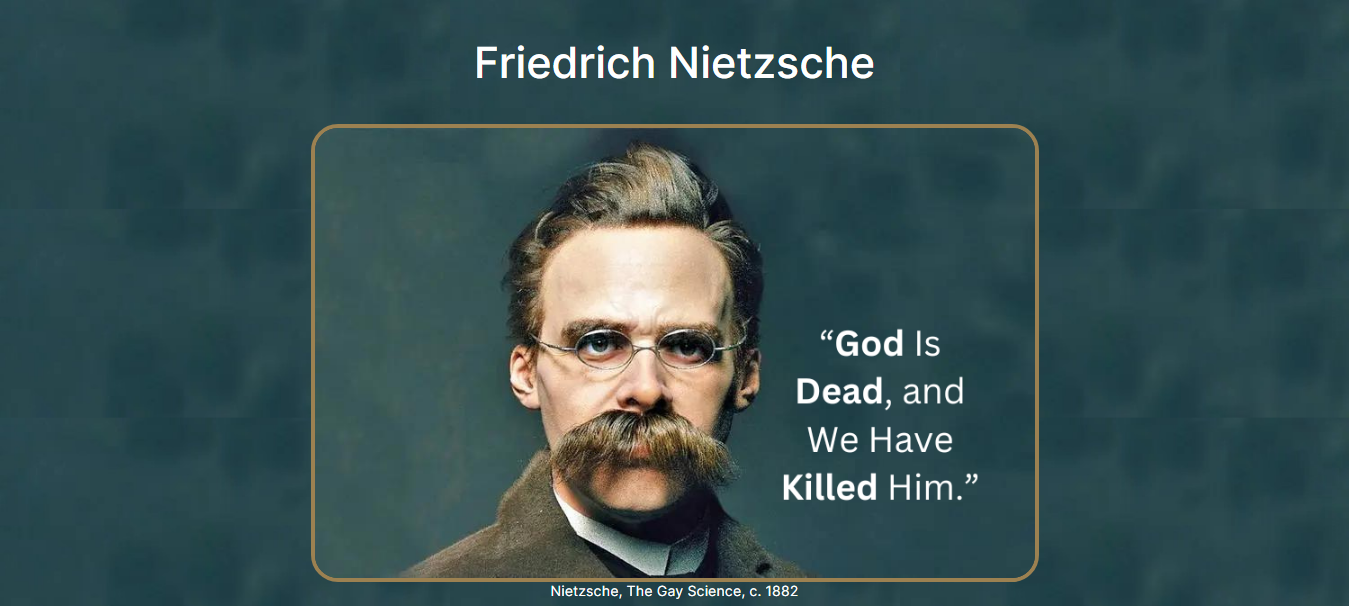 Friedrich Nietzsche
“God Is
Dead, and
We Have
Killed Him.”
Nietzsche, The Gay Science, c. 1882